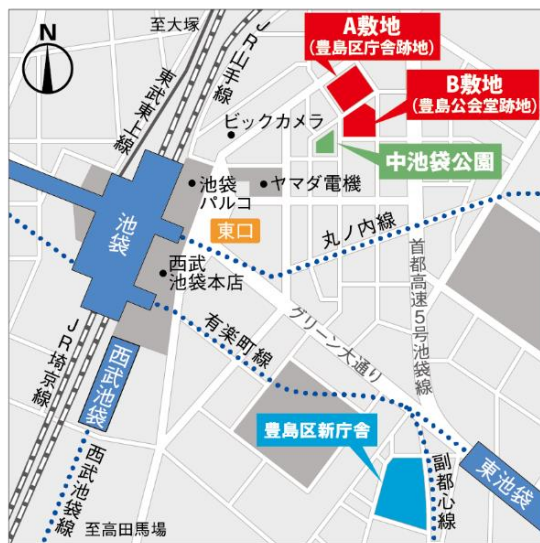 N
至大塚
JR山手線
東武東上線
A敷地
(豊島区庁舎跡地)
B敷地
(豊島公会堂跡地)
ビックカメラ
中池袋公園
池袋
パルコ
ヤマダ電機
池袋
東口
丸ノ内線
西武
池袋本店
首都高速5号池袋線
グリーン大通り
有楽町線
JR埼京線
西武池袋
豊島区新庁舎
東池袋
副都心線
西武池袋線
至高田馬場